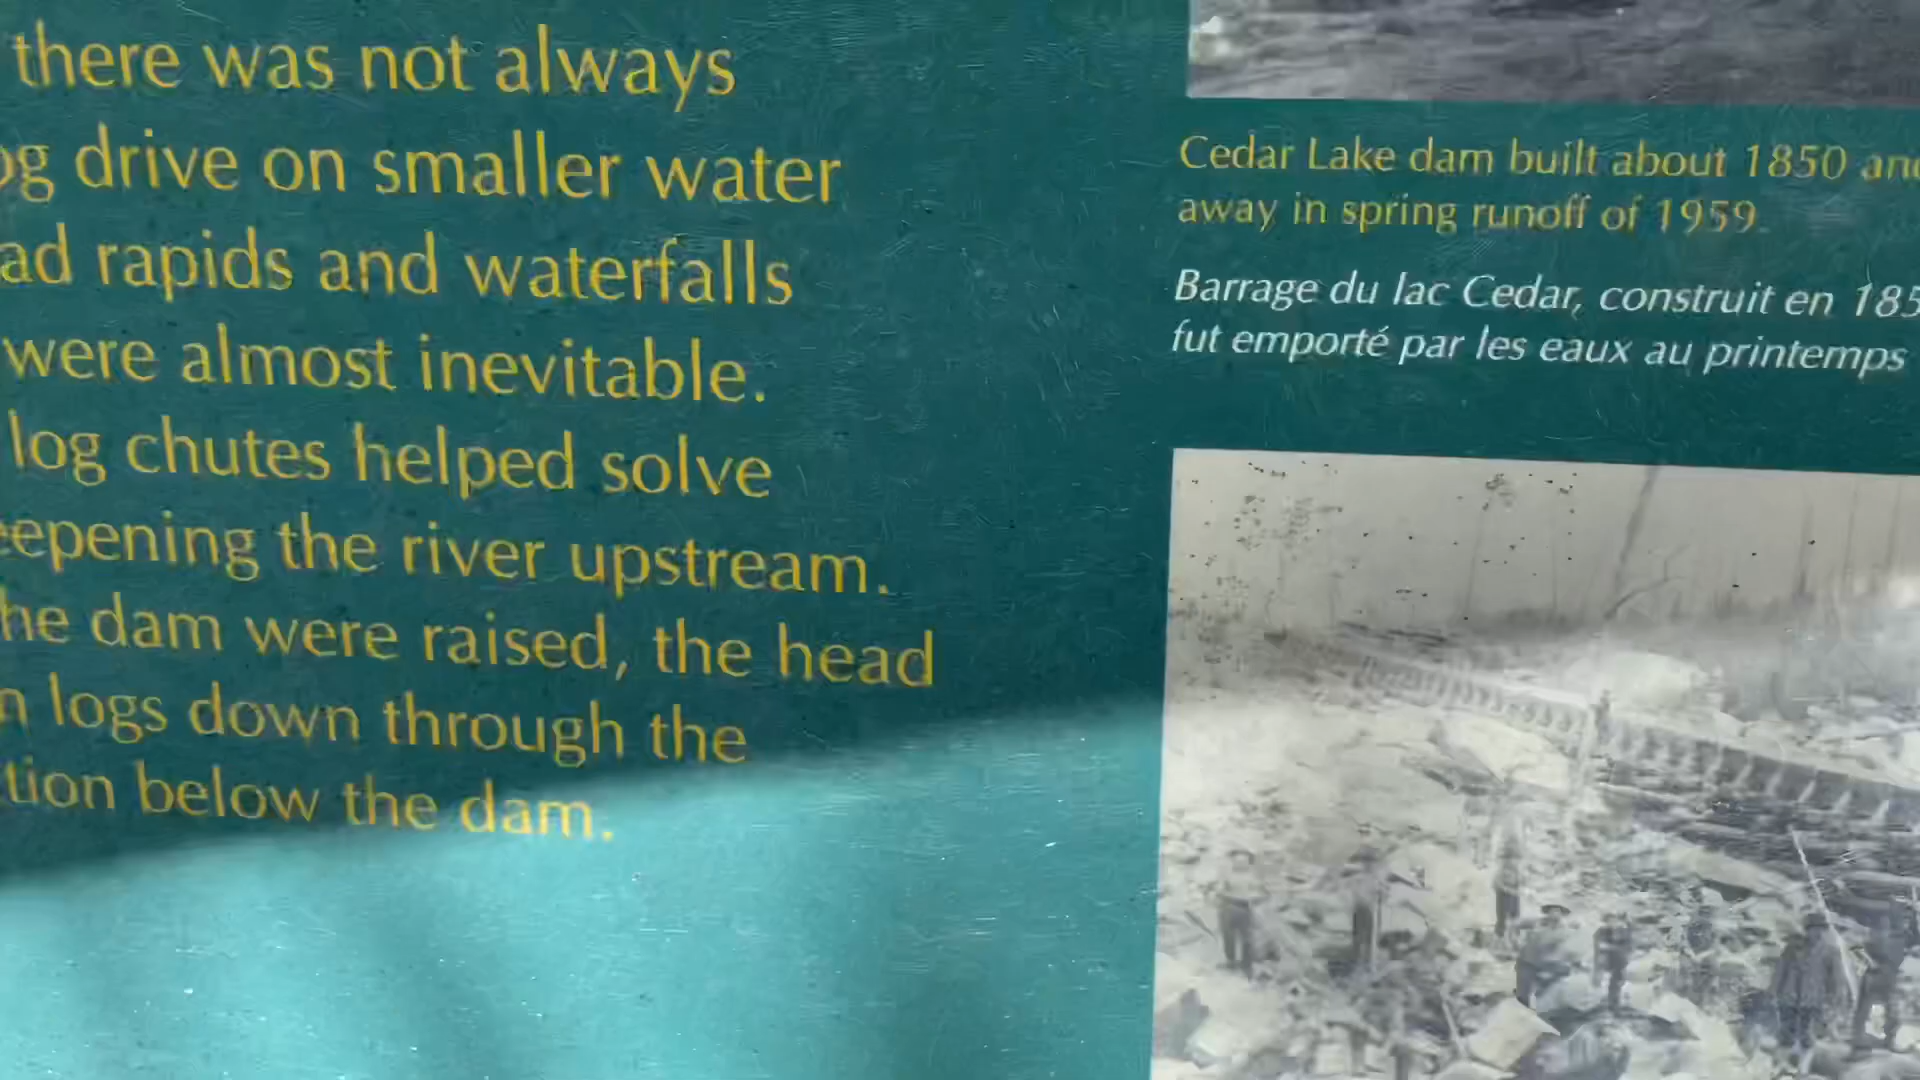 there was not always
og drive on smaller water
ad rapids and waterfalls
were almost inevitable.
log chutes helped solve
eepening the river upstream.
he dam were raised, the head
n logs down through the
tion below the dam.
Cedar Lake dam built about 1850 and
away in spring runoff of 1959.
Barrage du lac Cedar, construit en 185
fut emporté par les eaux au printemps